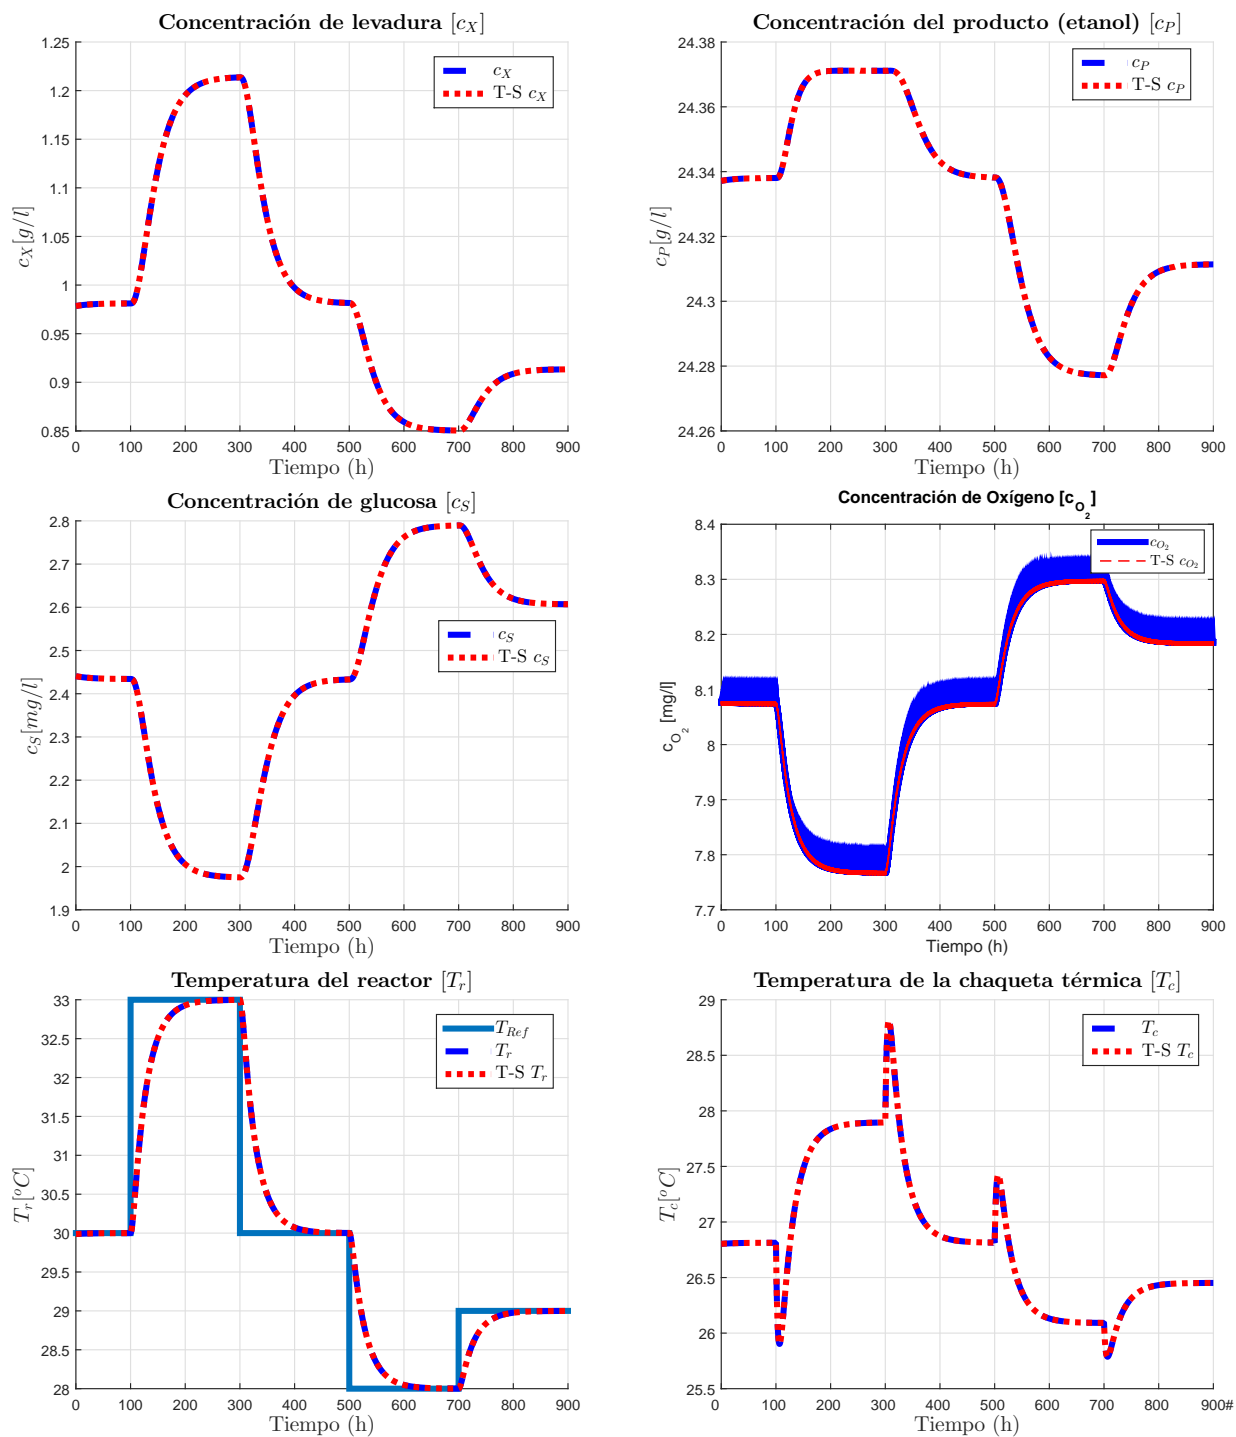 Concentración de levadura [c_X]
1.25
1.2
1.15
1.1
1.05
1
0.95
0.9
0.85
c_X[g/l]
c_X
T-S c_X
0 100 200 300 400 500 600 700 800 900
Tiempo (h)
Concentración del producto (etanol) [c_P]
24.38
24.36
24.34
24.32
24.3
24.28
24.26
c_P[g/l]
c_P
T-S c_P
0 100 200 300 400 500 600 700 800 900
Tiempo (h)
Concentración de glucosa [c_S]
2.8
2.7
2.6
2.5
2.4
2.3
2.2
2.1
2
1.9
c_S[mg/l]
c_S
T-S c_S
0 100 200 300 400 500 600 700 800 900
Tiempo (h)
Concentración de Oxígeno [c_O_2]
8.4
8.3
8.2
8.1
8
7.9
7.8
7.7
c_O_2 [mg/l]
c_O_2
T-S c_O_2
0 100 200 300 400 500 600 700 800 900
Tiempo (h)
Temperatura del reactor [T_r]
33
32.5
32
31.5
31
30.5
30
29.5
29
28.5
28
T_r[°C]
T_Ref
T_r
T-S T_r
0 100 200 300 400 500 600 700 800 900
Tiempo (h)
Temperatura de la chaqueta térmica [T_c]
29
28.5
28
27.5
27
26.5
26
25.5
T_c[°C]
T_c
T-S T_c
0 100 200 300 400 500 600 700 800 900#
Tiempo (h)